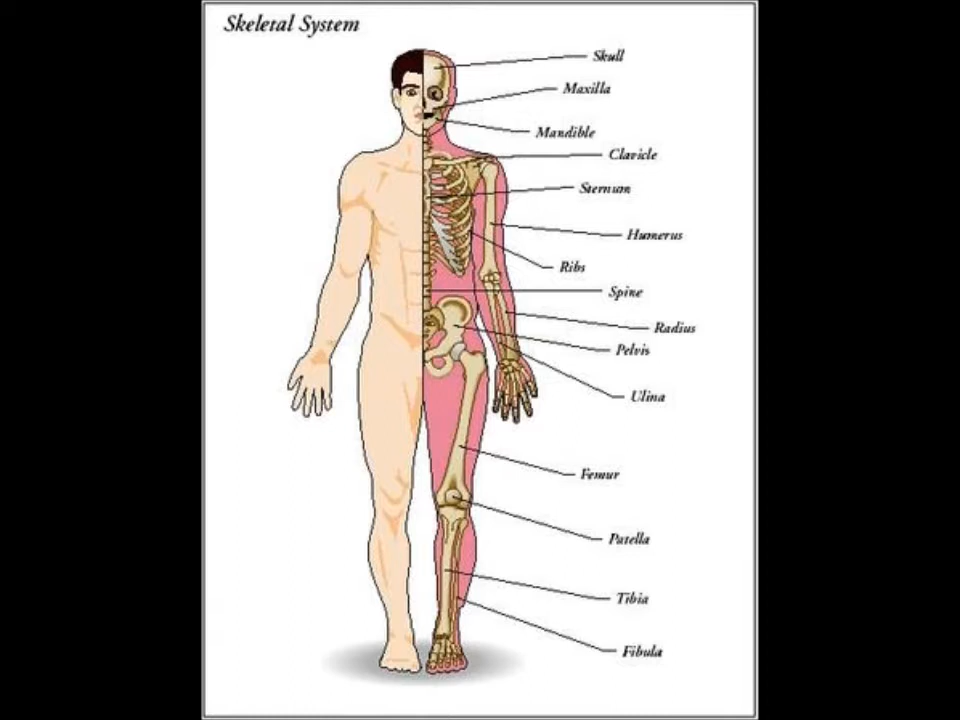 Skeletal System
Skull
Maxilla
Mandible
Clavicle
Sternum
Humerus
Ribs
Spine
Radius
Pelvis
Ulina
Femur
Patella
Tibia
Fibula